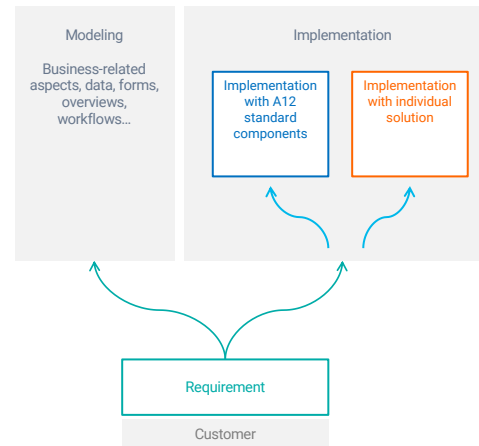 Modeling
Business-related
aspects, data, forms,
overviews,
workflows...
Implementation
Implementation
with A12
standard
components
Implementation
with individual
solution
Requirement
Customer